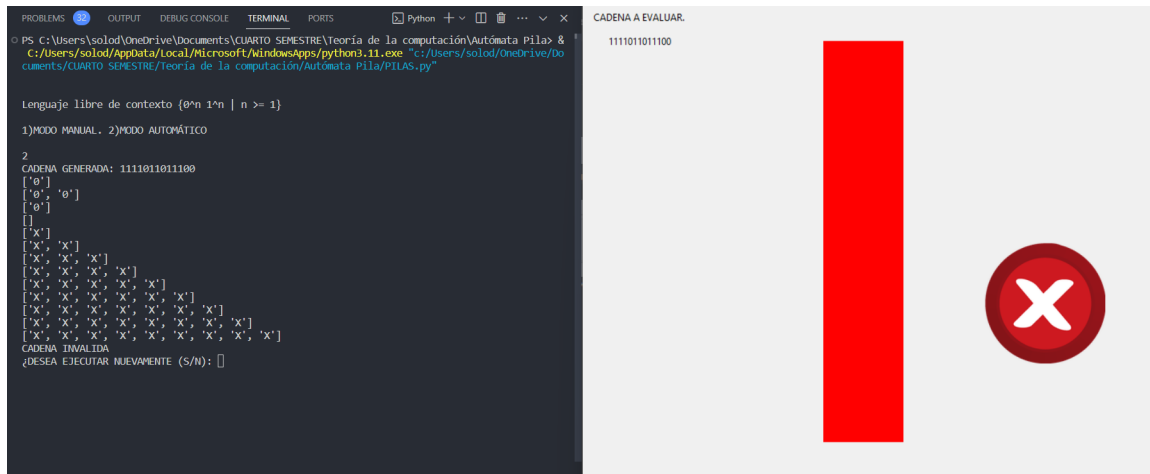 PROBLEMS 32 OUTPUT DEBUG CONSOLE TERMINAL PORTS Python
PS C:\Users\solod\OneDrive\Documents\CUARTO SEMESTRE\Teoría de la computación\Autómata Pila> &
C:/Users/solod/AppData/Local/Microsoft/WindowsApps/python3.11.exe "c:/Users/solod/OneDrive/Do
cuments/CUARTO SEMESTRE/Teoría de la computación/Autómata Pila/PILAS.py"
Lenguaje libre de contexto {0^n 1^n | n >= 1}
1)MODO MANUAL. 2)MODO AUTOMÁTICO
2
CADENA GENERADA: 1111011011100
['0']
['0', '0']
['0']
[]
['X']
['X', 'X']
['X', 'X', 'X']
['X', 'X', 'X', 'X']
['X', 'X', 'X', 'X', 'X']
['X', 'X', 'X', 'X', 'X', 'X']
['X', 'X', 'X', 'X', 'X', 'X', 'X']
['X', 'X', 'X', 'X', 'X', 'X', 'X', 'X']
['X', 'X', 'X', 'X', 'X', 'X', 'X', 'X', 'X']
CADENA INVALIDA
¿DESEA EJECUTAR NUEVAMENTE (S/N):
CADENA A EVALUAR.
1111011011100